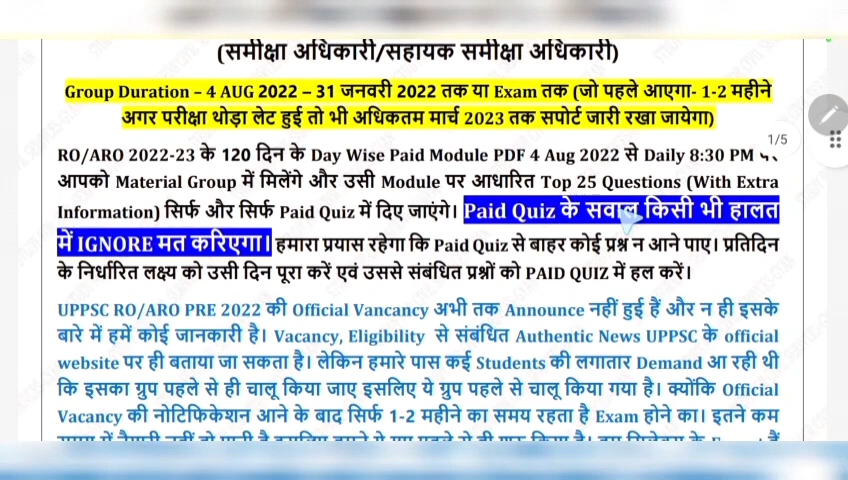 (समीक्षा अधिकारी/सहायक समीक्षा अधिकारी)
Group Duration – 4 AUG 2022 – 31 जनवरी 2022 तक या Exam तक (जो पहले आएगा- 1-2 महीने
अगर परीक्षा थोड़ा लेट हुई तो भी अधिकतम मार्च 2023 तक सपोर्ट जारी रखा जायेगा)
1/5
RO/ARO 2022-23 के 120 दिन के Day Wise Paid Module PDF 4 Aug 2022 से Daily 8:30 PM पर
आपको Material Group में मिलेंगे और उसी Module पर आधारित Top 25 Questions (With Extra
Information) सिर्फ और सिर्फ Paid Quiz में दिए जाएंगे। Paid Quiz के सवाल किसी भी हालत
में IGNORE मत करिएगा। हमारा प्रयास रहेगा कि Paid Quiz से बाहर कोई प्रश्न न आने पाए। प्रतिदिन
के निर्धारित लक्ष्य को उसी दिन पूरा करें एवं उससे संबंधित प्रश्नों को PAID QUIZ में हल करें।
UPPSC RO/ARO PRE 2022 की Official Vancancy अभी तक Announce नहीं हुई हैं और न ही इसके
बारे में हमें कोई जानकारी है। Vacancy, Eligibility से संबंधित Authentic News UPPSC के official
website पर ही बताया जा सकता है। लेकिन हमारे पास कई Students की लगातार Demand आ रही थी
कि इसका ग्रुप पहले से ही चालू किया जाए इसलिए ये ग्रुप पहले से चालू किया गया है। क्योंकि Official
Vacancy की नोटिफिकेशन आने के बाद सिर्फ 1-2 महीने का समय रहता है Exam होने का। इतने कम